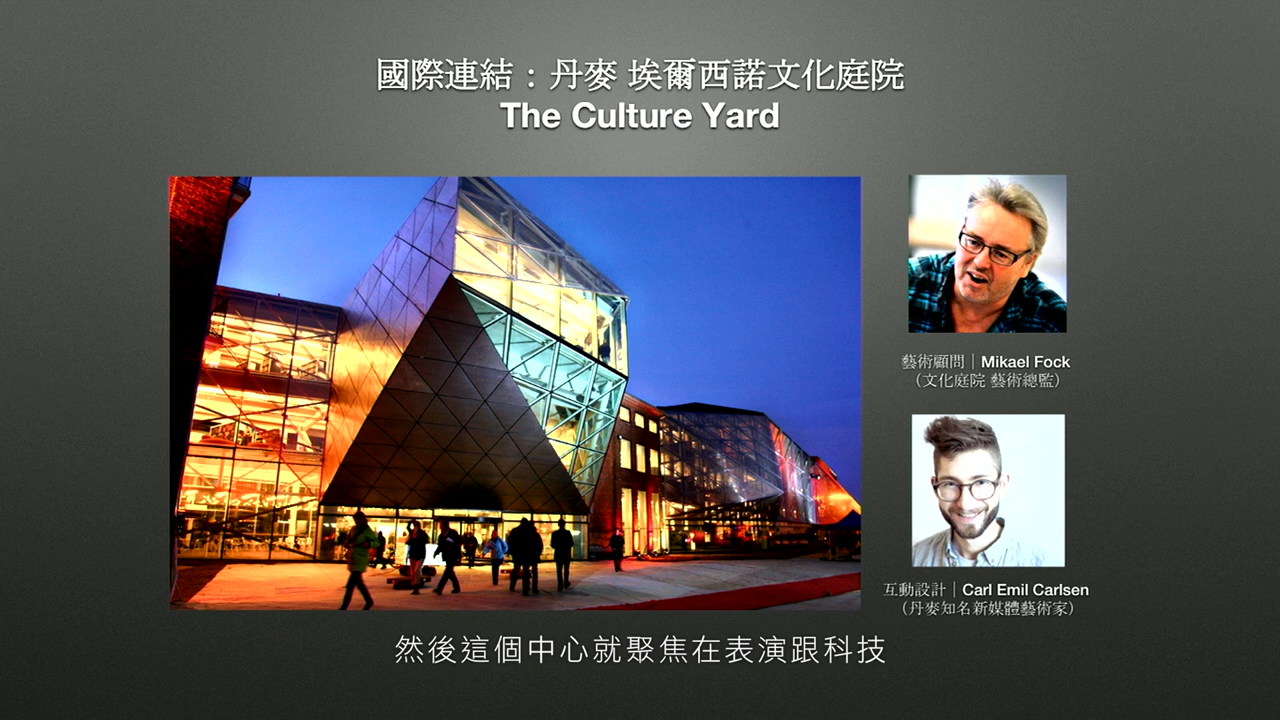 國際連結：丹麥 埃爾西諾文化庭院
The Culture Yard
藝術顧問｜Mikael Fock
（文化庭院 藝術總監）
互動設計｜Carl Emil Carlsen
（丹麥知名新媒體藝術家）
然後這個中心就聚焦在表演跟科技